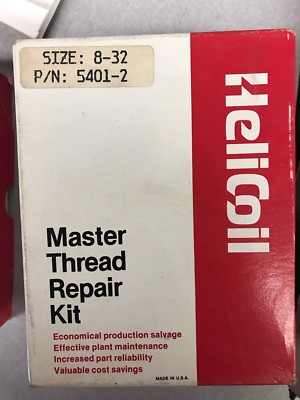 SIZE: 8-32
P/N: 5401-2
HeliCoil
Master
Thread
Repair
Kit
Economical production salvage
Effective plant maintenance
Increased part reliability
Valuable cost savings
MADE IN U.S.A.